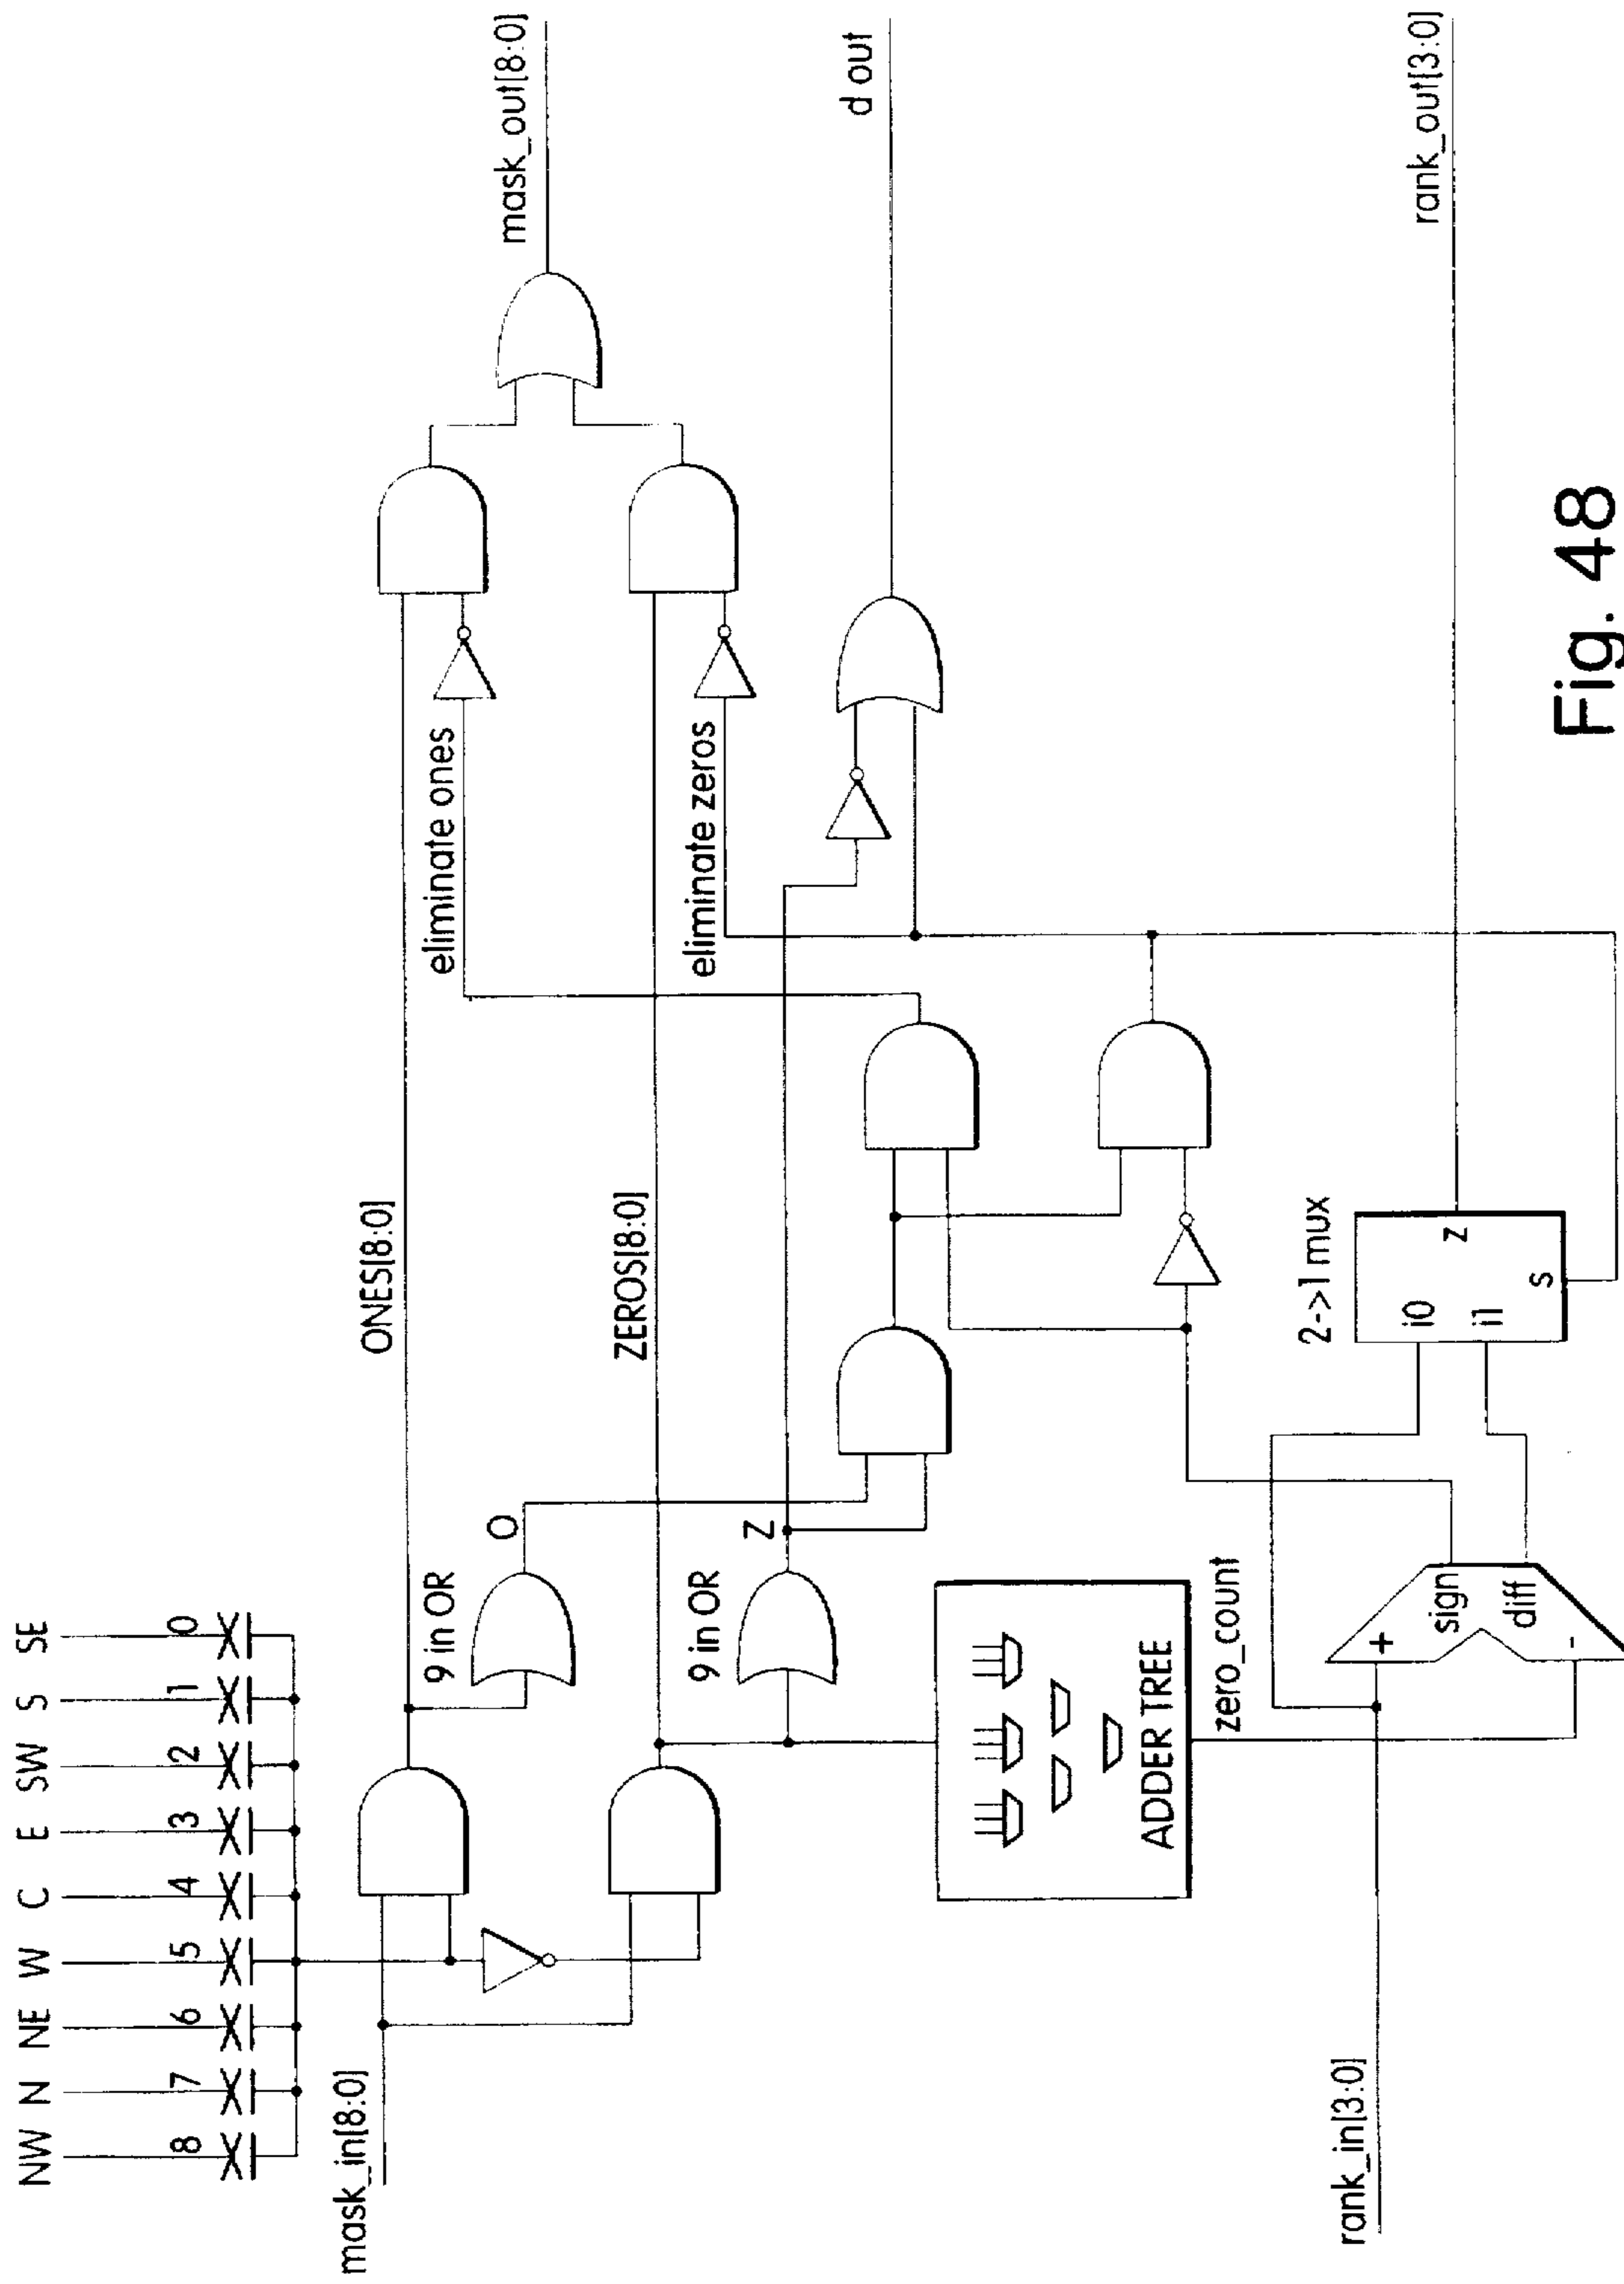 NW N NE W C E SW S SE
8 7 6 5 4 3 2 1 0
mask_in[8:0]
ONES[8:0]
mask_out[8:0]
9 in OR
O
eliminate ones
ZEROS[8:0]
eliminate zeros
9 in OR
Z
d out
ADDER TREE
zero_count
2->1 mux
i0
i1
z
s
rank_in[3:0]
+
-
sign
diff
rank_out[3:0]
Fig. 48